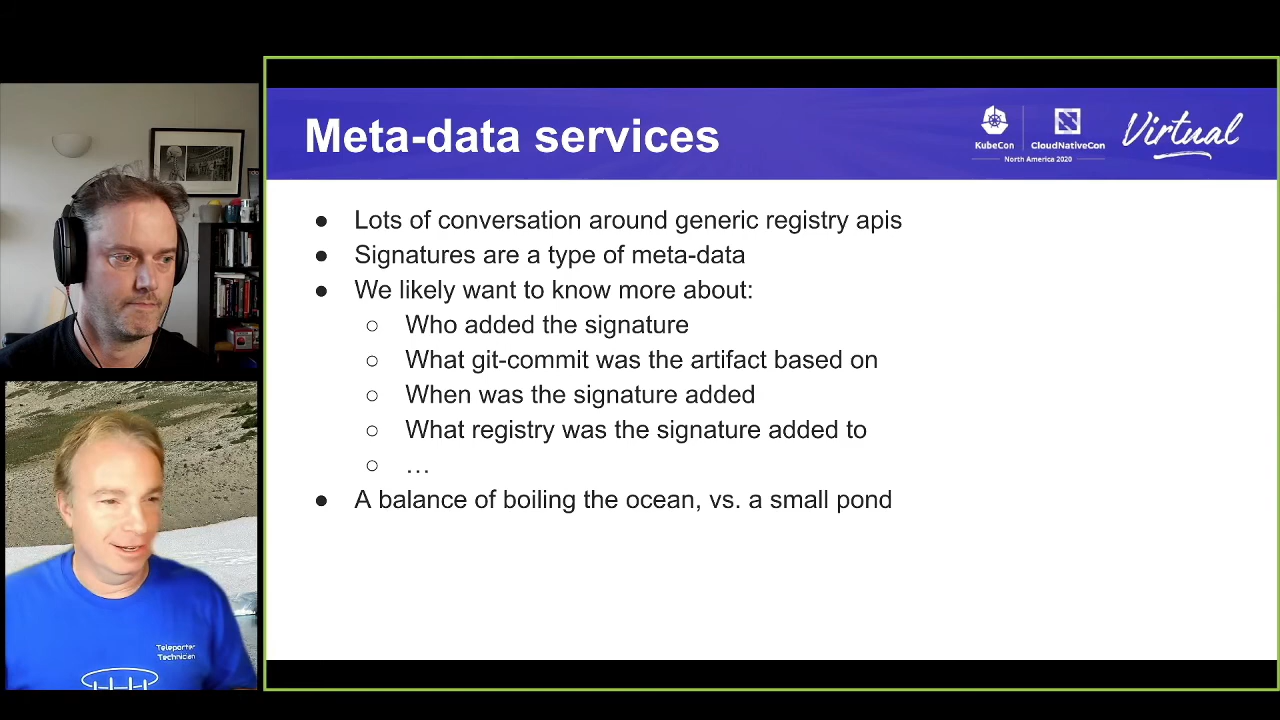 Meta-data services
KubeCon
CloudNativeCon
North America 2020
Virtual
● Lots of conversation around generic registry apis
● Signatures are a type of meta-data
● We likely want to know more about:
○ Who added the signature
○ What git-commit was the artifact based on
○ When was the signature added
○ What registry was the signature added to
○ …
● A balance of boiling the ocean, vs. a small pond
Teleporter
Technician